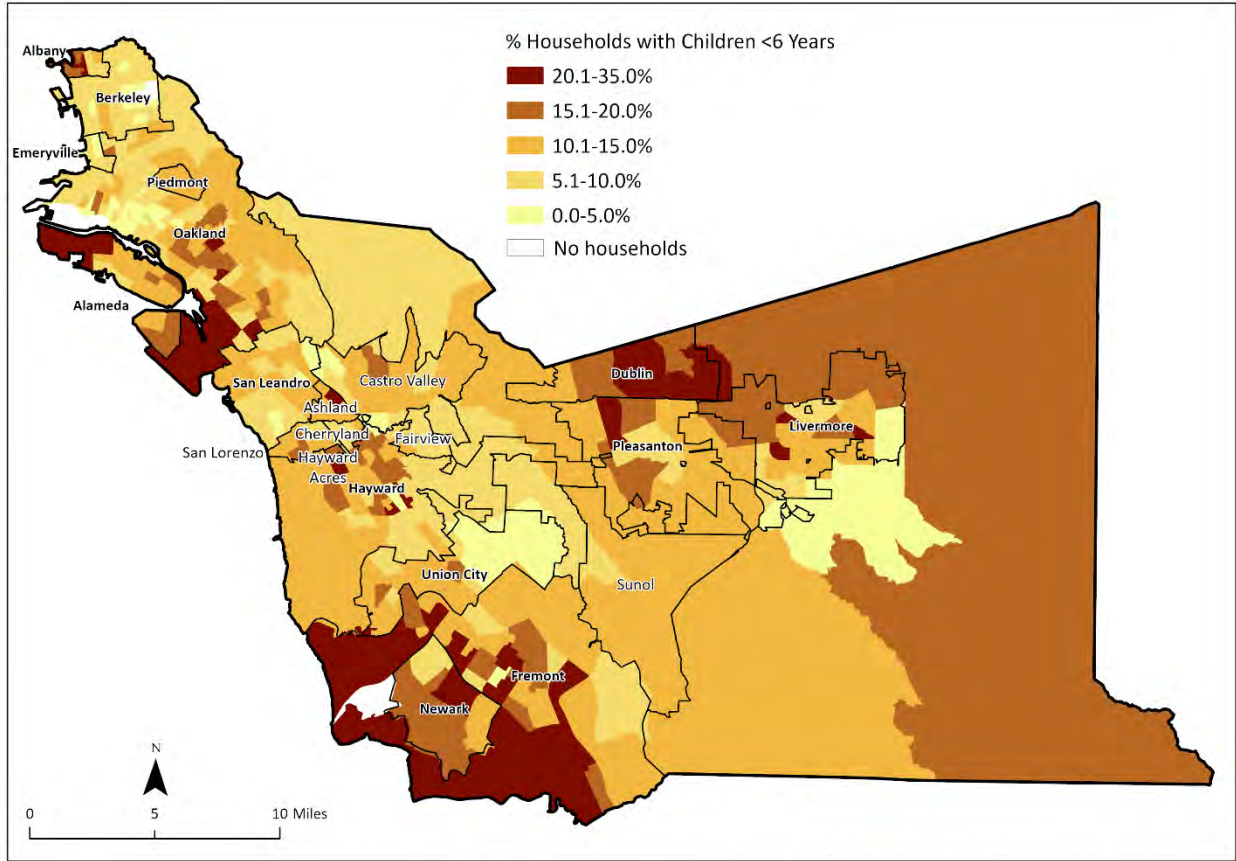 % Households with Children <6 Years
20.1-35.0%
15.1-20.0%
10.1-15.0%
5.1-10.0%
0.0-5.0%
No households
Albany
Berkeley
Emeryville
Piedmont
Oakland
Alameda
San Leandro
Castro Valley
Ashland
Cherryland
Fairview
San Lorenzo
Hayward
Acres
Hayward
Dublin
Livermore
Pleasanton
Union City
Sunol
Fremont
Newark
N
0 5 10 Miles